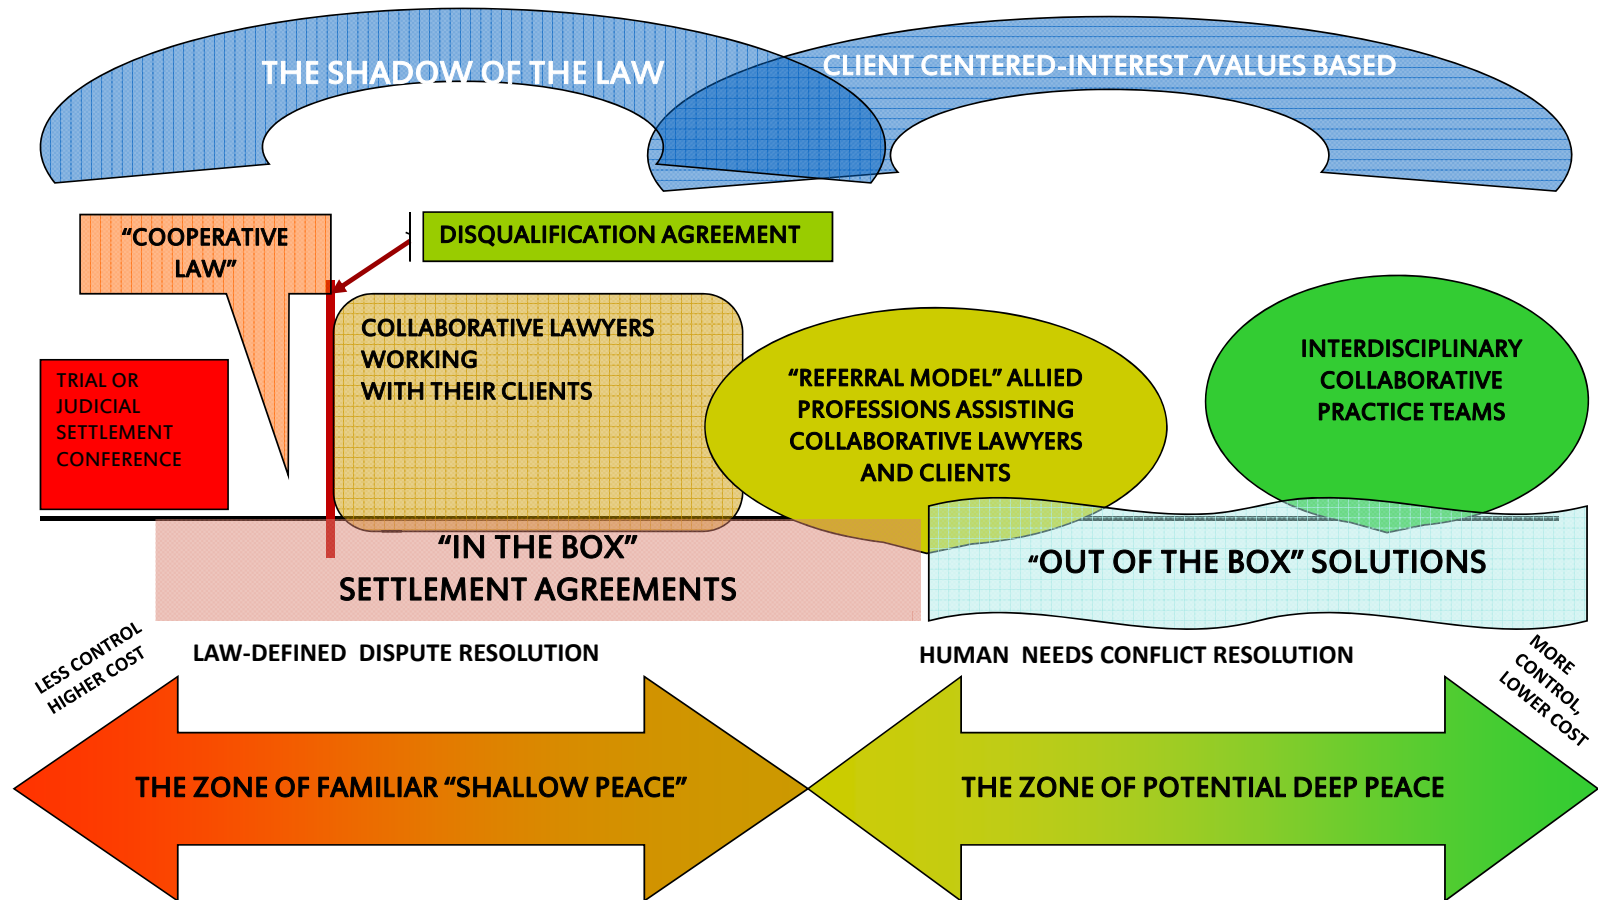 THE SHADOW OF THE LAW
CLIENT CENTERED-INTEREST /VALUES BASED
“COOPERATIVE
LAW”
DISQUALIFICATION AGREEMENT
TRIAL OR
JUDICIAL
SETTLEMENT
CONFERENCE
COLLABORATIVE LAWYERS
WORKING
WITH THEIR CLIENTS
“REFERRAL MODEL” ALLIED
PROFESSIONS ASSISTING
COLLABORATIVE LAWYERS
AND CLIENTS
INTERDISCIPLINARY
COLLABORATIVE
PRACTICE TEAMS
“IN THE BOX”
SETTLEMENT AGREEMENTS
“OUT OF THE BOX” SOLUTIONS
LESS CONTROL
HIGHER COST
LAW-DEFINED  DISPUTE RESOLUTION
HUMAN  NEEDS CONFLICT RESOLUTION
MORE
CONTROL,
LOWER COST
THE ZONE OF FAMILIAR “SHALLOW PEACE”
THE ZONE OF POTENTIAL DEEP PEACE